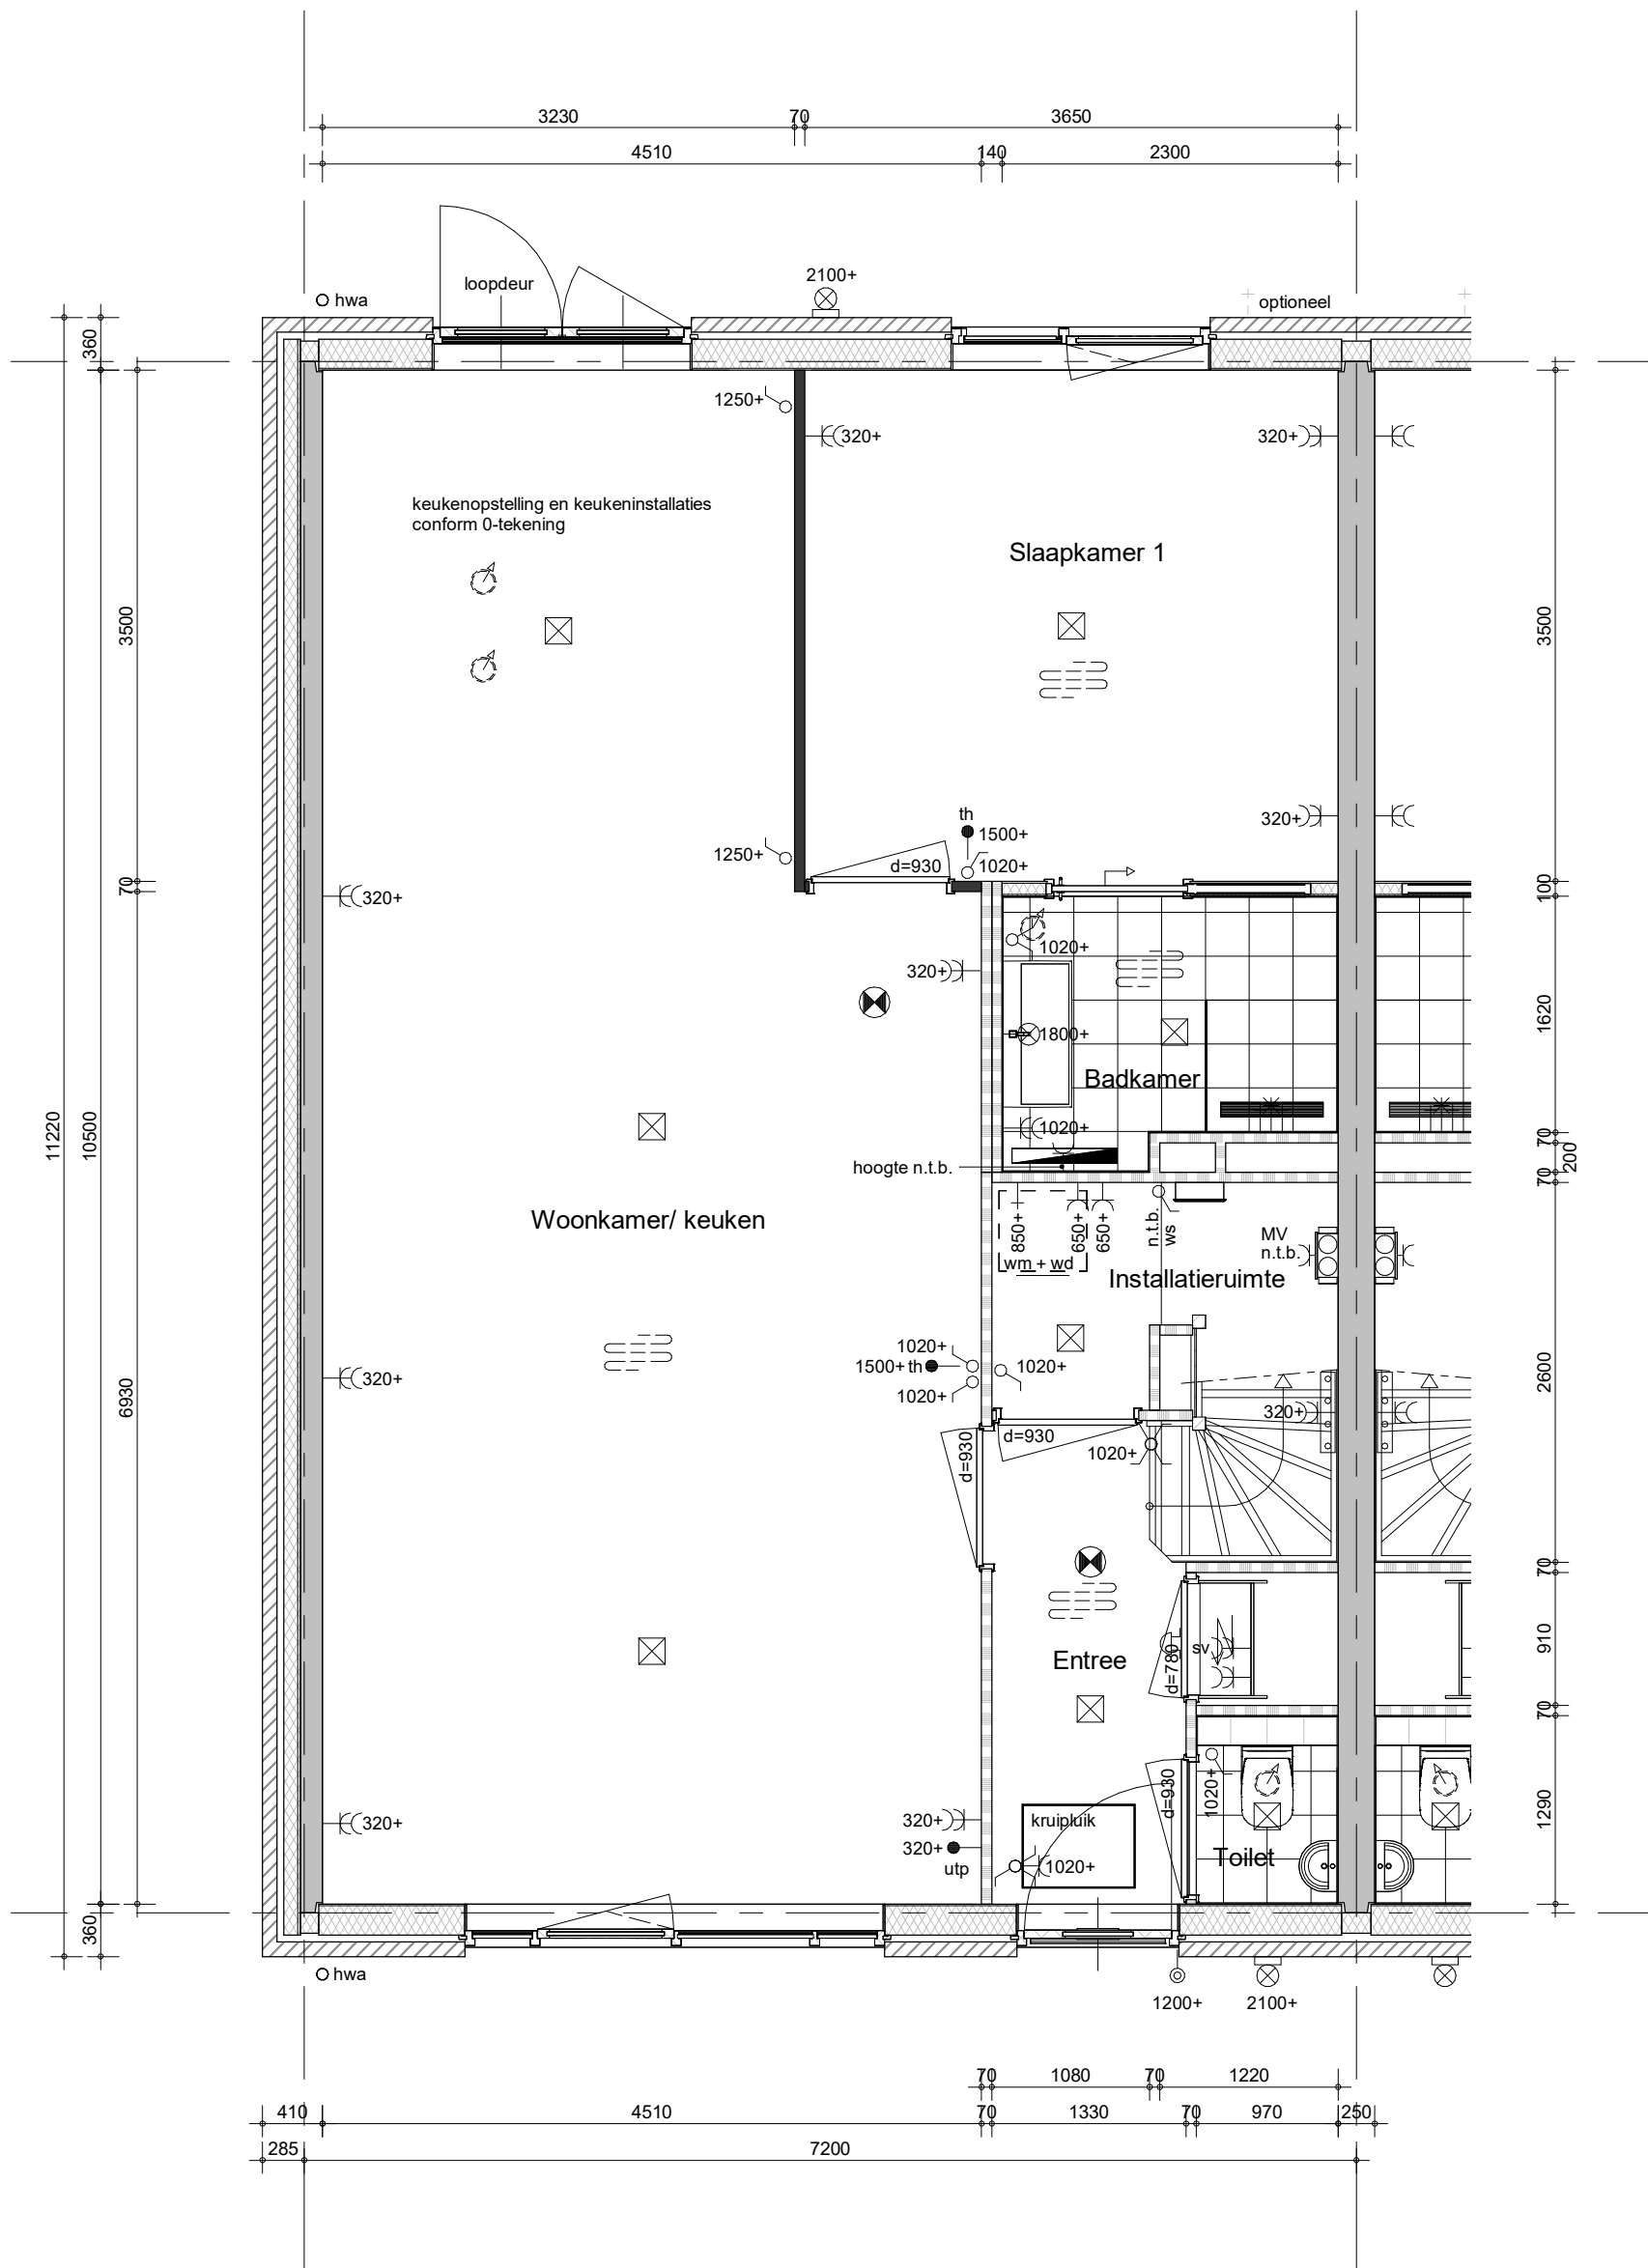 3230 70 3650
4510 140 2300
loopdeur
2100+
hwa
optioneel
360
1250+
320+
320+
keukenopstelling en keukeninstallaties
conform 0-tekening
Slaapkamer 1
3500
3500
th
1500+
320+
1250+
d=930
1020+
70
100
320+
1020+
320+
1620
1800+
Badkamer
11220
10500
1020+
70
200
70
hoogte n.t.b.
Woonkamer/ keuken
850+
650+
650+
n.t.b.
ws
MV
n.t.b.
wm + wd
Installatieruimte
1020+
1500+ th
1020+
1020+
320+
6930
2600
320+
d=930
d=930
1020+
70
Entree
d=780
sv
910
70
d=930
1020+
320+
320+
kruipluik
1290
320+
utp
1020+
Toilet
360
hwa
1200+
2100+
70 1080 70 1220
410 4510 70 1330 70 970 250
285 7200